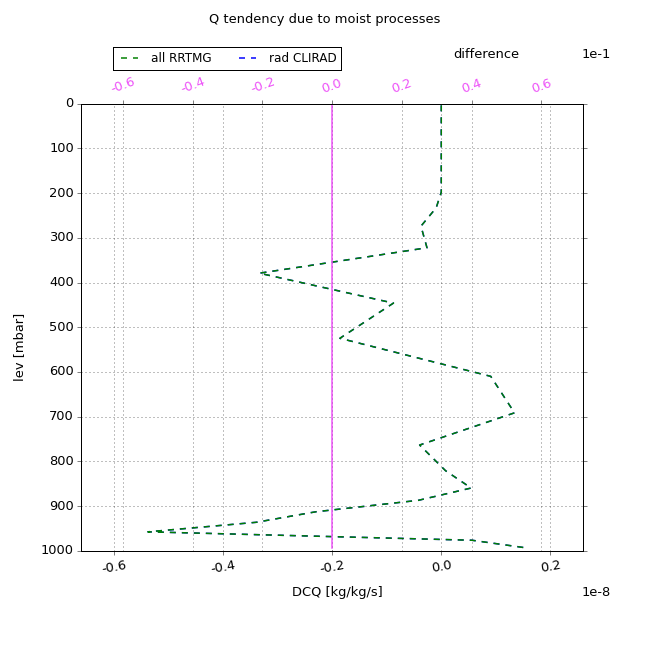 Q tendency due to moist processes
all RRTMG rad CLIRAD difference 1e-1
-0.6 -0.4 -0.2 0.0 0.2 0.4 0.6
0
100
200
300
400
500
600
700
800
900
1000
lev [mbar]
-0.6 -0.4 -0.2 0.0 0.2
DCQ [kg/kg/s] 1e-8